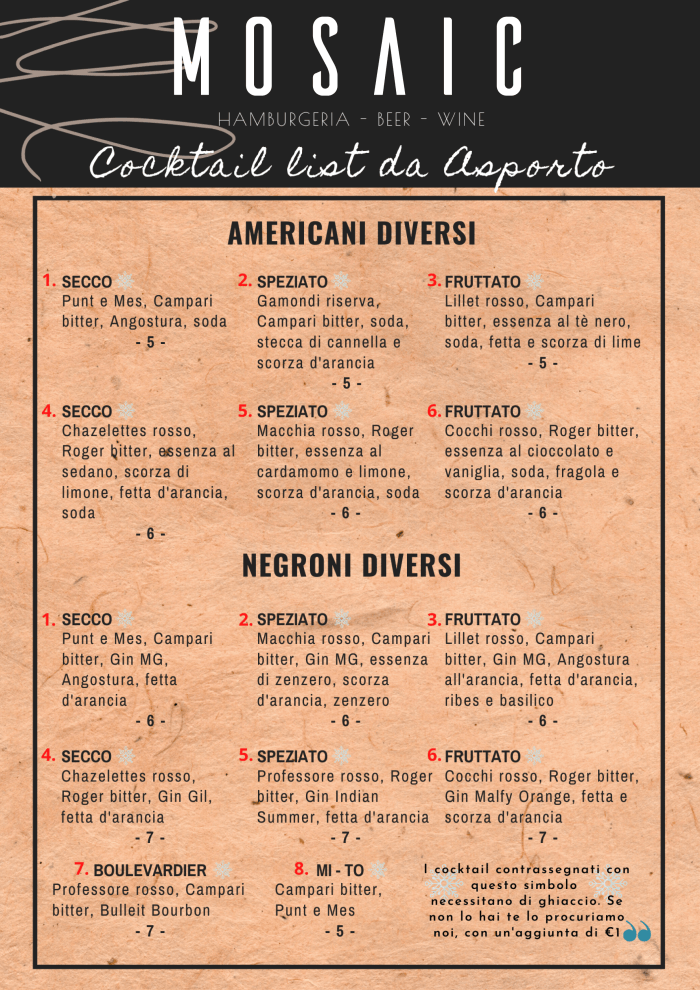 MOSAIC
HAMBURGERIA - BEER - WINE
Cocktail list da Asporto
AMERICANI DIVERSI
1. SECCO
Punt e Mes, Campari
bitter, Angostura, soda
- 5 -
2. SPEZIATO
Gamondi riserva,
Campari bitter, soda,
stecca di cannella e
scorza d'arancia
- 5 -
3. FRUTTATO
Lillet rosso, Campari
bitter, essenza al tè nero,
soda, fetta e scorza di lime
- 5 -
4. SECCO
Chazelettes rosso,
Roger bitter, essenza al
sedano, scorza di
limone, fetta d'arancia,
soda
- 6 -
5. SPEZIATO
Macchia rosso, Roger
bitter, essenza al
cardamomo e limone,
scorza d'arancia, soda
- 6 -
6. FRUTTATO
Cocchi rosso, Roger bitter,
essenza al cioccolato e
vaniglia, soda, fragola e
scorza d'arancia
- 6 -
NEGRONI DIVERSI
1. SECCO
Punt e Mes, Campari
bitter, Gin MG,
Angostura, fetta
d'arancia
- 6 -
2. SPEZIATO
Macchia rosso, Campari
bitter, Gin MG, essenza
di zenzero, scorza
d'arancia, zenzero
- 6 -
3. FRUTTATO
Lillet rosso, Campari
bitter, Gin MG, Angostura
all'arancia, fetta d'arancia,
ribes e basilico
- 6 -
4. SECCO
Chazelettes rosso,
Roger bitter, Gin Gil,
fetta d'arancia
- 7 -
5. SPEZIATO
Professore rosso, Roger
bitter, Gin Indian
Summer, fetta d'arancia
- 7 -
6. FRUTTATO
Cocchi rosso, Roger bitter,
Gin Malfy Orange, fetta e
scorza d'arancia
- 7 -
7. BOULEVARDIER
Professore rosso, Campari
bitter, Bulleit Bourbon
- 7 -
8. MI - TO
Campari bitter,
Punt e Mes
- 5 -
I cocktail contrassegnati con
questo simbolo
necessitano di ghiaccio. Se
non lo hai te lo procuriamo
noi, con un'aggiunta di €1